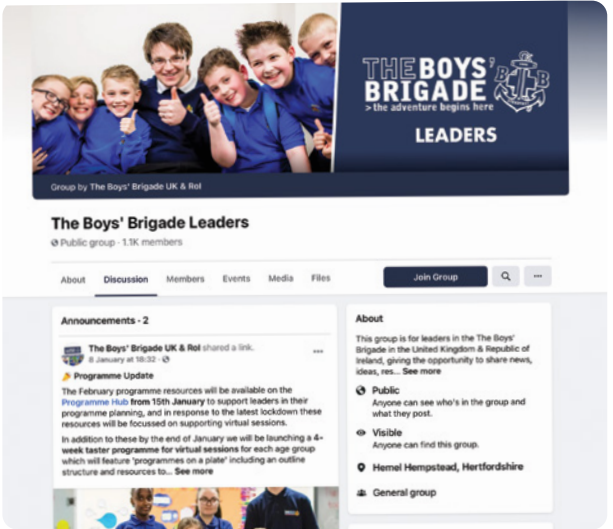 THE BOYS'
BRIGADE
B B
> the adventure begins here
LEADERS
Group by The Boys' Brigade UK & RoI
The Boys' Brigade Leaders
Public group · 1.1K members
About Discussion Members Events Media Files Join Group ...
Announcements · 2
The Boys' Brigade UK & RoI shared a link.
8 January at 18:32 ·
...
Programme Update
The February programme resources will be available on the
Programme Hub from 15th January to support leaders in their
programme planning, and in response to the latest lockdown these
resources will be focussed on supporting virtual sessions.
In addition to these by the end of January we will be launching a 4-
week taster programme for virtual sessions for each age group
which will feature 'programmes on a plate' including an outline
structure and resources to... See more
About
This group is for leaders in the The Boys'
Brigade in the United Kingdom & Republic of
Ireland, giving the opportunity to share news,
ideas, res... See more
Public
Anyone can see who's in the group and
what they post.
Visible
Anyone can find this group.
Hemel Hempstead, Hertfordshire
General group